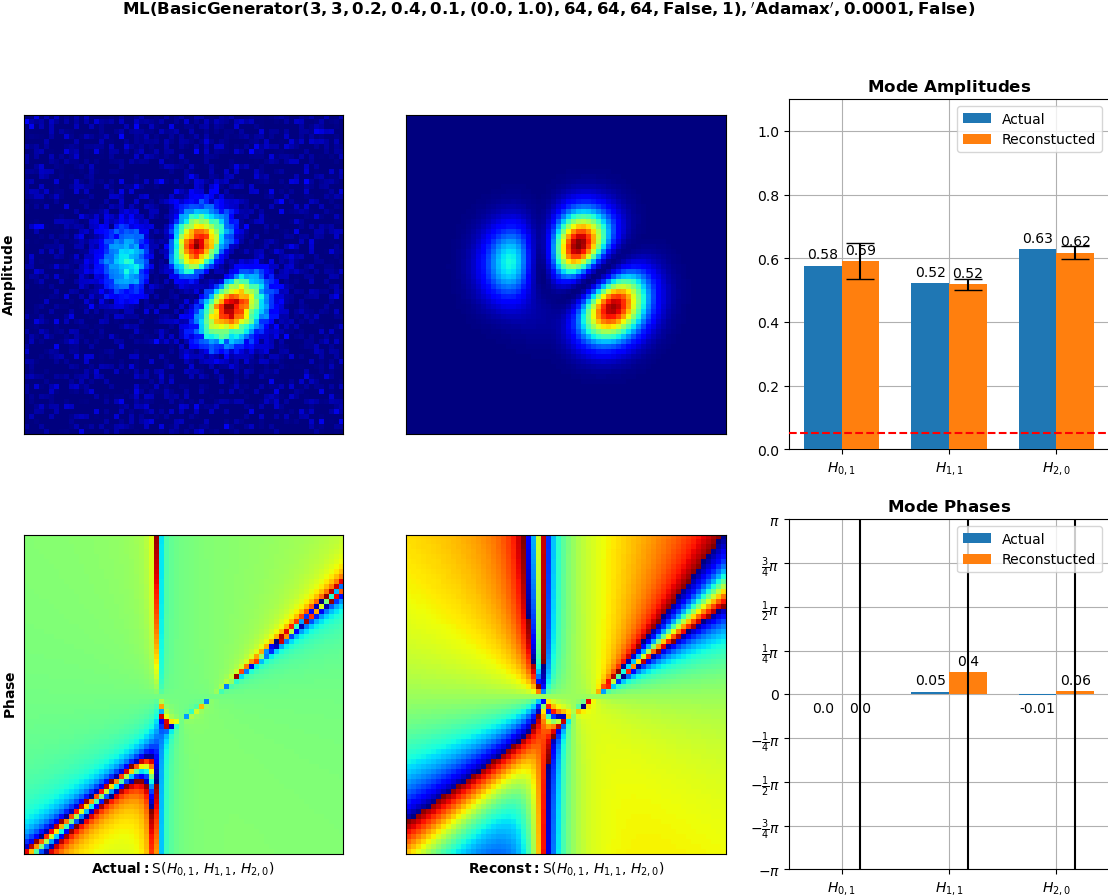 ML(BasicGenerator(3, 3, 0.2, 0.4, 0.1, (0.0, 1.0), 64, 64, 64, False, 1), ′Adamax′, 0.0001, False)
Amplitude
Mode Amplitudes
Actual
Reconstucted
1.0
0.8
0.6
0.4
0.2
0.0
0.58 0.59
0.52 0.52
0.63 0.62
H0,1 H1,1 H2,0
Phase
Actual: S(H0,1, H1,1, H2,0)
Reconst: S(H0,1, H1,1, H2,0)
Mode Phases
Actual
Reconstucted
π
3/4π
1/2π
1/4π
0
−1/4π
−1/2π
−3/4π
−π
0.0 0.0
0.05 0.4
-0.01 0.06
H0,1 H1,1 H2,0